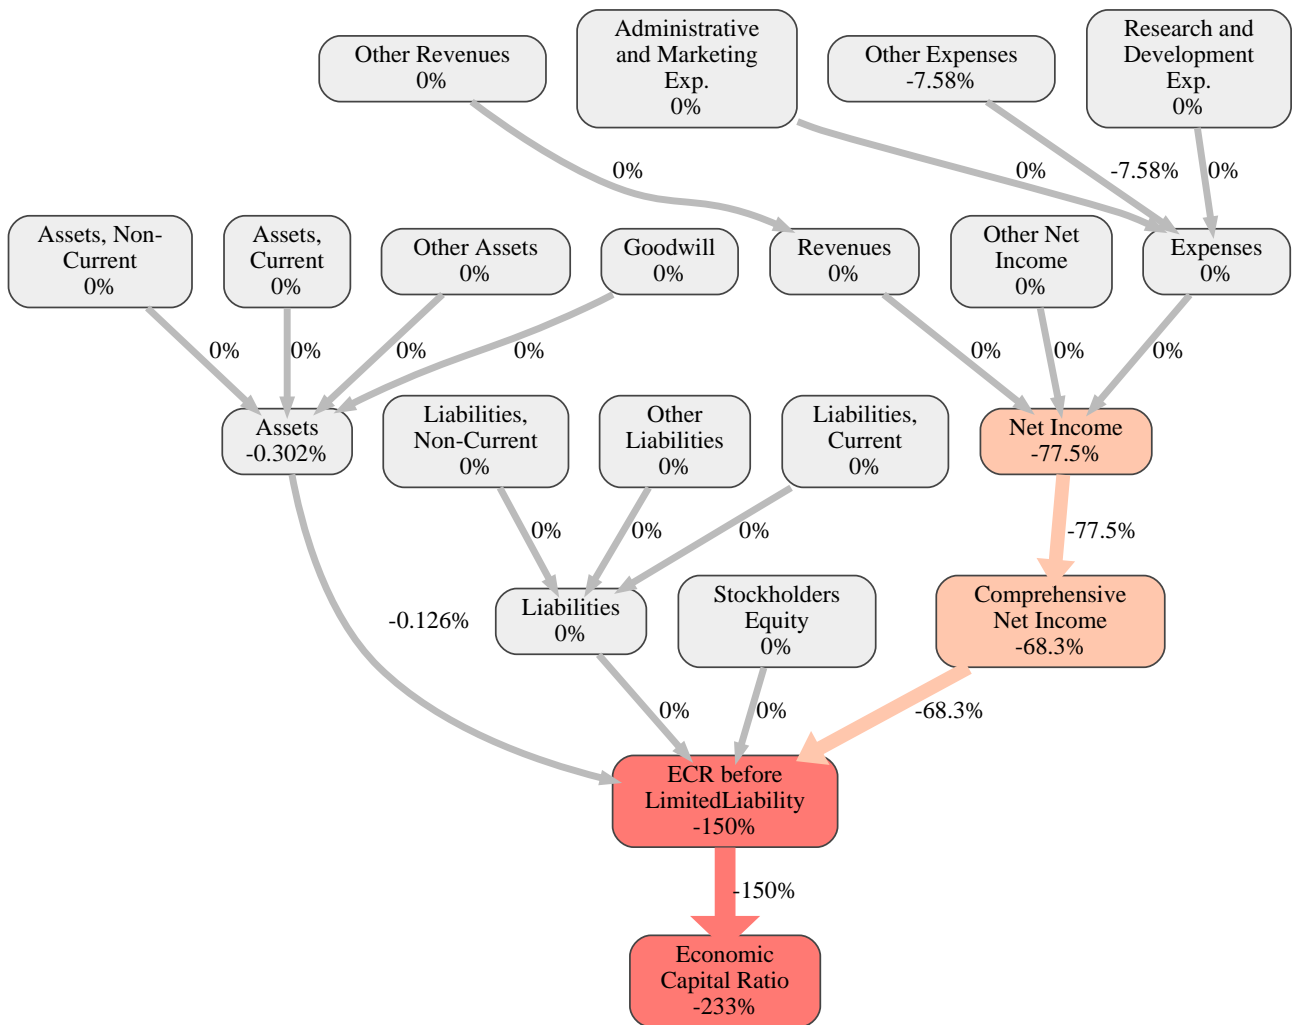 Other Revenues
0%
Administrative
and Marketing
Exp.
0%
Other Expenses
-7.58%
Research and
Development
Exp.
0%
0%
0%
-7.58%
0%
Assets, Non-
Current
0%
Assets,
Current
0%
Other Assets
0%
Goodwill
0%
Revenues
0%
Other Net
Income
0%
Expenses
0%
0%
0%
0%
0%
0%
0%
0%
Assets
-0.302%
Liabilities,
Non-Current
0%
Other
Liabilities
0%
Liabilities,
Current
0%
Net Income
-77.5%
0%
0%
0%
-77.5%
-0.126%
Liabilities
0%
Stockholders
Equity
0%
Comprehensive
Net Income
-68.3%
0%
0%
-68.3%
ECR before
LimitedLiability
-150%
-150%
Economic
Capital Ratio
-233%